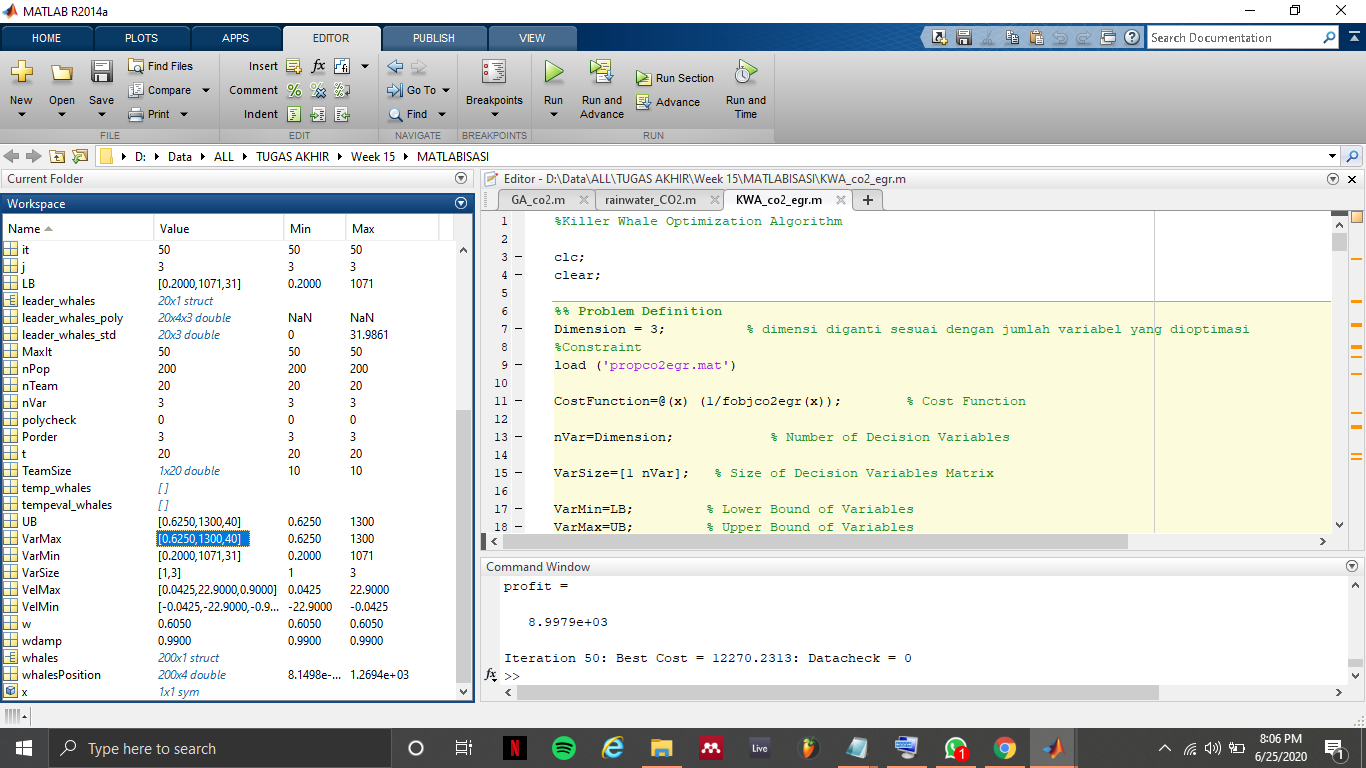 MATLAB R2014a
HOME PLOTS APPS EDITOR PUBLISH VIEW
Search Documentation
New Open Save Find Files Compare Print
Insert fx
Comment
Indent
Go To Find
Breakpoints
Run Run and Advance Run Section Advance Run and Time
FILE EDIT NAVIGATE BREAKPOINTS RUN
D: Data ALL TUGAS AKHIR Week 15 MATLABISASI
Current Folder
Workspace
Name Value Min Max
it 50 50 50
j 3 3 3
LB [0.2000,1071,31] 0.2000 1071
leader_whales 20x1 struct
leader_whales_poly 20x4x3 double NaN NaN
leader_whales_std 20x3 double 0 31.9861
MaxIt 50 50 50
nPop 200 200 200
nTeam 20 20 20
nVar 3 3 3
polycheck 0 0 0
Porder 3 3 3
t 20 20 20
TeamSize 1x20 double 10 10
temp_whales []
tempeval_whales []
UB [0.6250,1300,40] 0.6250 1300
VarMax [0.6250,1300,40] 0.6250 1300
VarMin [0.2000,1071,31] 0.2000 1071
VarSize [1,3] 1 3
VelMax [0.0425,22.9000,0.9000] 0.0425 22.9000
VelMin [-0.0425,-22.9000,-0.9... -22.9000 -0.0425
w 0.6050 0.6050 0.6050
wdamp 0.9900 0.9900 0.9900
whales 200x1 struct
whalesPosition 200x4 double 8.1498e-... 1.2694e+03
x 1x1 sym
Editor - D:\Data\ALL\TUGAS AKHIR\Week 15\MATLABISASI\KWA_co2_egr.m
GA_co2.m rainwater_CO2.m KWA_co2_egr.m
1 %Killer Whale Optimization Algorithm
2
3 clc;
4 clear;
5
6 %% Problem Definition
7 Dimension = 3; % dimensi diganti sesuai dengan jumlah variabel yang dioptimasi
8 %Constraint
9 load ('propco2egr.mat')
10
11 CostFunction=@(x) (1/fobjco2egr(x)); % Cost Function
12
13 nVar=Dimension; % Number of Decision Variables
14
15 VarSize=[1 nVar]; % Size of Decision Variables Matrix
16
17 VarMin=LB; % Lower Bound of Variables
18 VarMax=UB; % Upper Bound of Variables
Command Window
profit =
8.9979e+03
Iteration 50: Best Cost = 12270.2313: Datacheck = 0
fx >>
Type here to search
Live
1
8:06 PM
6/25/2020
1